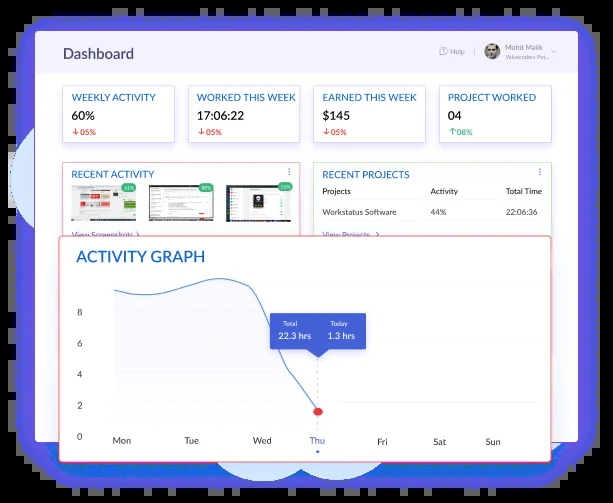 Dashboard
Help
Mohit Malik
Valuecoders Pvt...
WEEKLY ACTIVITY
60%
↓05%
WORKED THIS WEEK
17:06:22
↓05%
EARNED THIS WEEK
$145
↓05%
PROJECT WORKED
04
↑08%
RECENT ACTIVITY
61%
80%
50%
View Screenshots >
RECENT PROJECTS
Projects Activity Total Time
Workstatus Software 44% 22:06:36
View Projects >
ACTIVITY GRAPH
Total Today
22.3 hrs 1.3 hrs
8
6
4
2
0
Mon Tue Wed Thu Fri Sat Sun